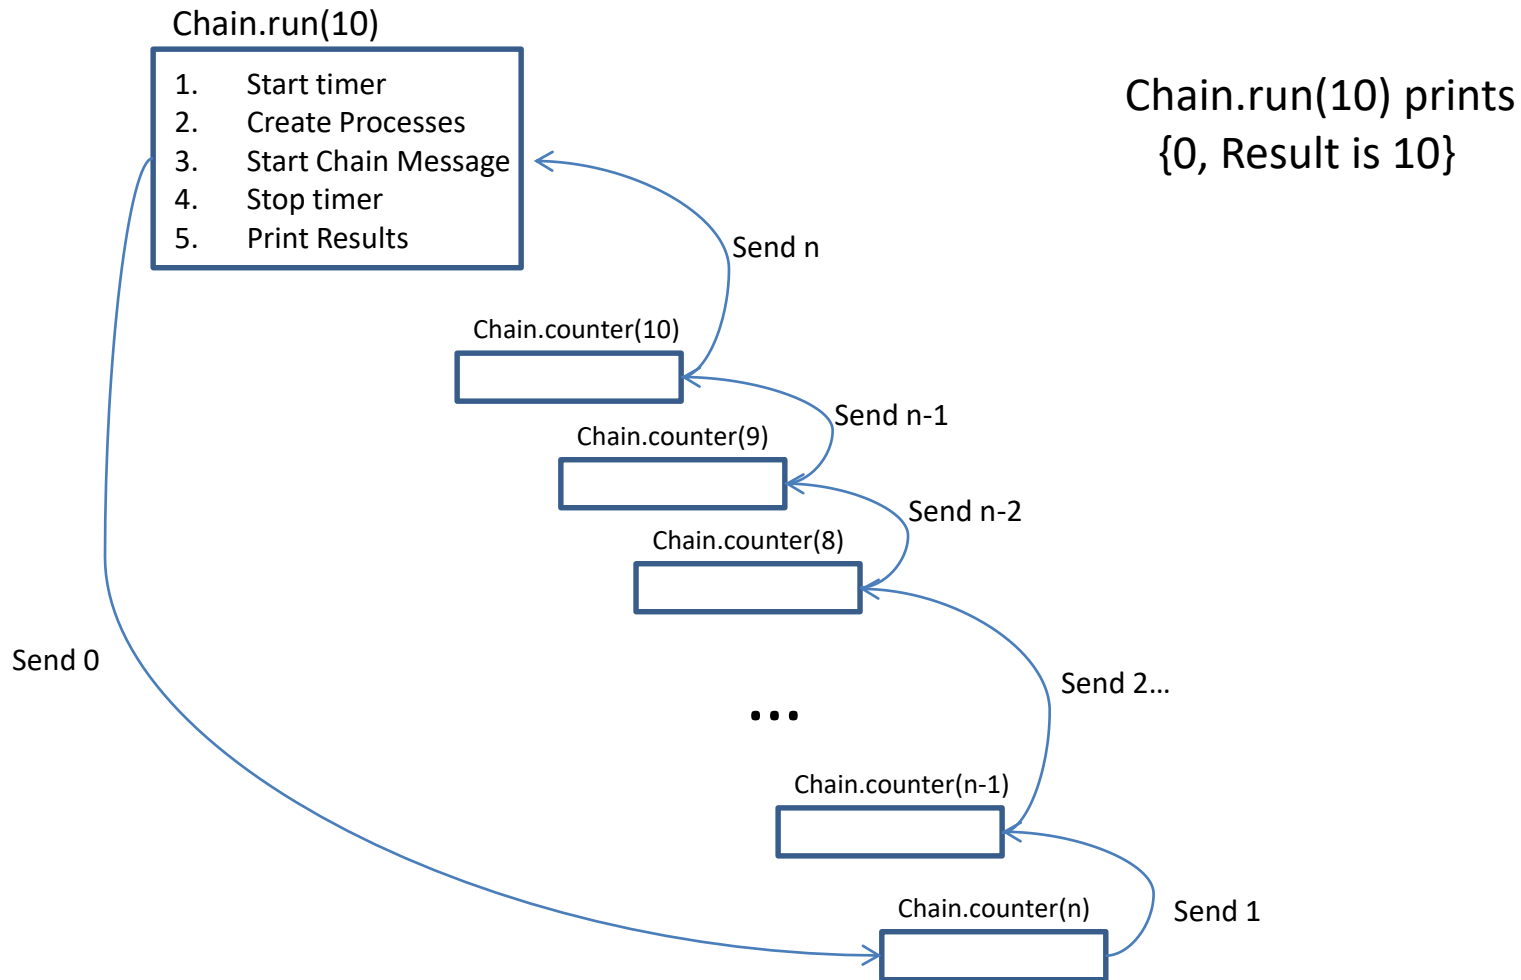 Chain.run(10)
1. Start timer
2. Create Processes
3. Start Chain Message
4. Stop timer
5. Print Results
Chain.run(10) prints
{0, Result is 10}
Send n
Chain.counter(10)
Send n-1
Chain.counter(9)
Send n-2
Chain.counter(8)
Send 0
Send 2...
...
Chain.counter(n-1)
Chain.counter(n)
Send 1